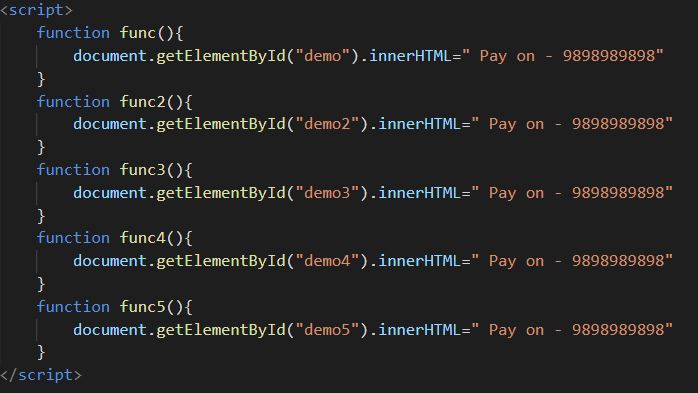 <script>
function func(){
document.getElementById("demo").innerHTML=" Pay on - 9898989898"
}
function func2(){
document.getElementById("demo2").innerHTML=" Pay on - 9898989898"
}
function func3(){
document.getElementById("demo3").innerHTML=" Pay on - 9898989898"
}
function func4(){
document.getElementById("demo4").innerHTML=" Pay on - 9898989898"
}
function func5(){
document.getElementById("demo5").innerHTML=" Pay on - 9898989898"
}
</script>